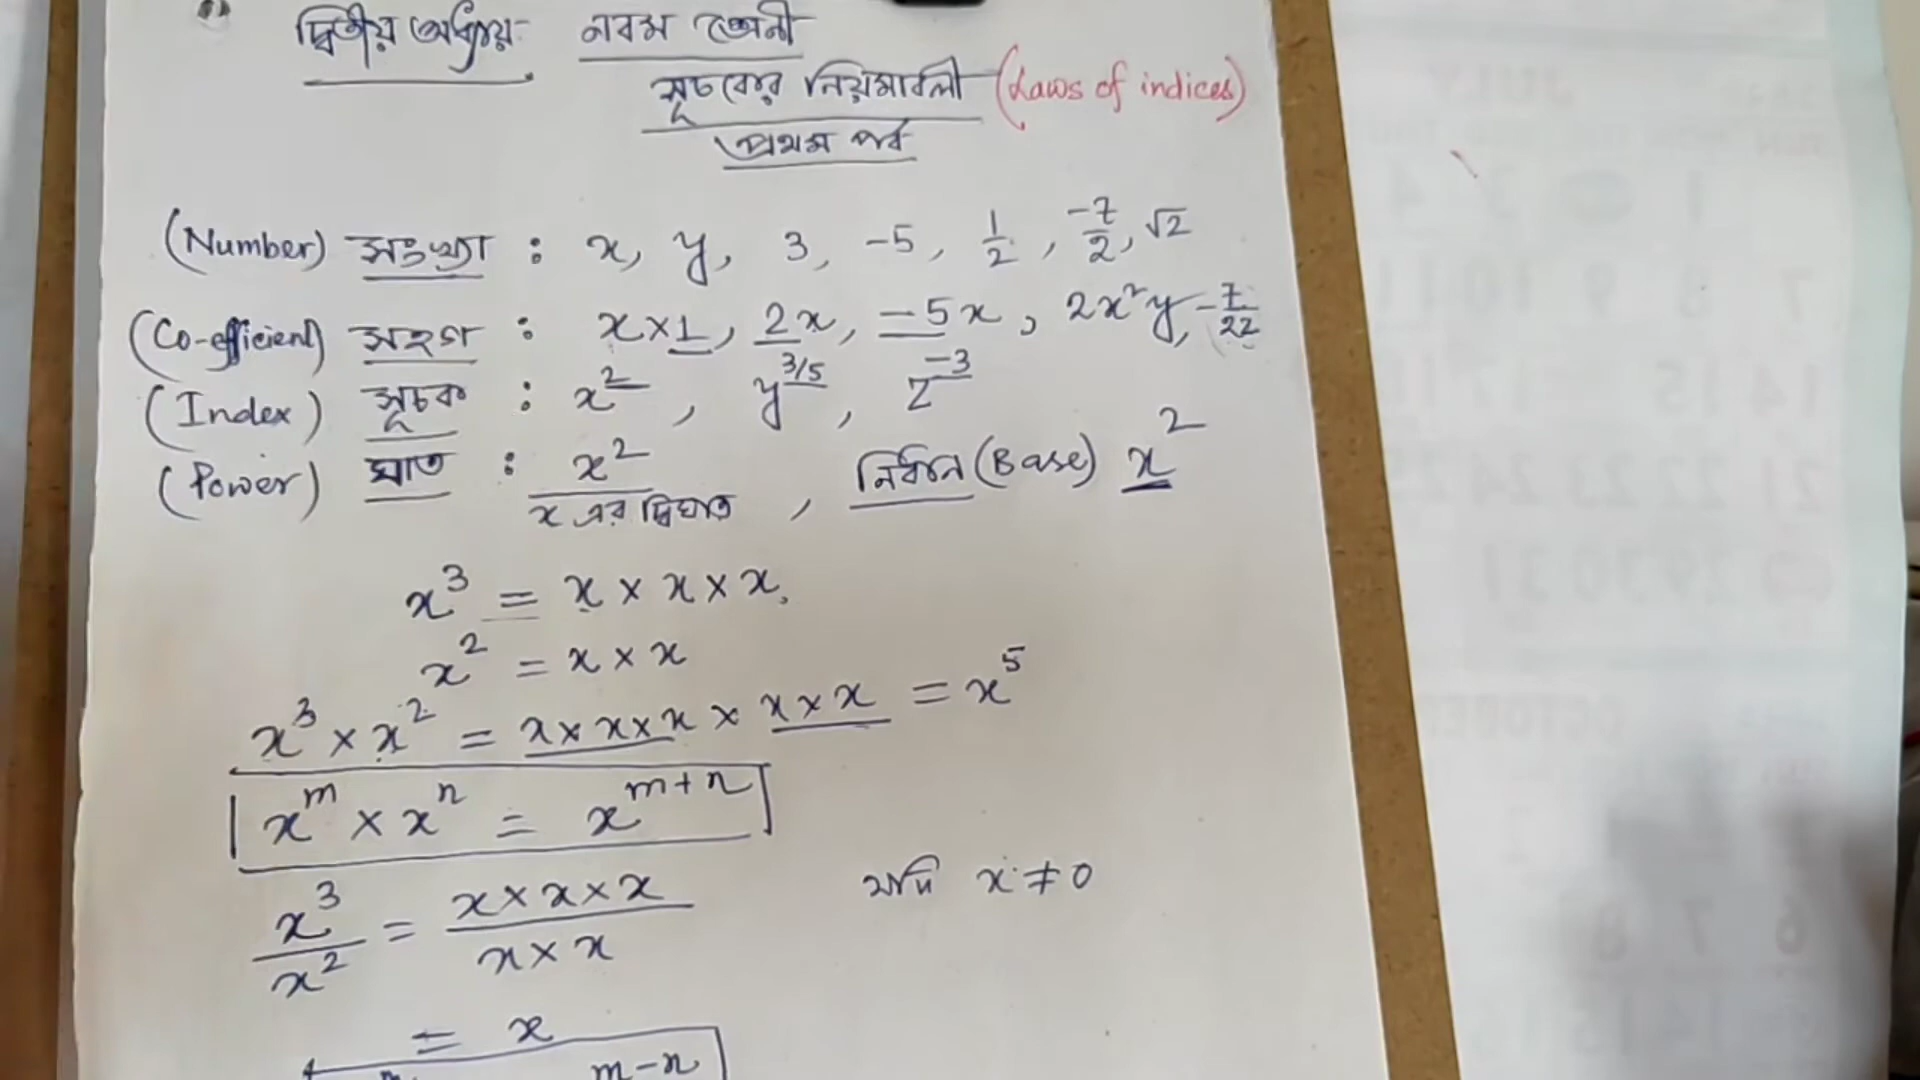 দ্বিতীয় অধ্যায় নবম শ্রেনী
সূচকের নিয়মাবলী (Laws of indices)
প্রথম পর্ব
(Number) সংখ্যা : x, y, 3, -5, 1/2, -7/2, √2
(Co-efficient) সহগ : x×1, 2x, -5x, 2x²y, -7/22
(Index) সূচক : x², y^3/5, z^-3
(Power) ঘাত : x², নিধান (Base) x²
x এর দ্বিঘাত
x³ = x × x × x,
x² = x × x
x³ × x² = x × x × x × x × x = x⁵
x^m × x^n = x^m+n
x³/x² = x×x×x / x×x যদি x ≠ 0
= x
m-n